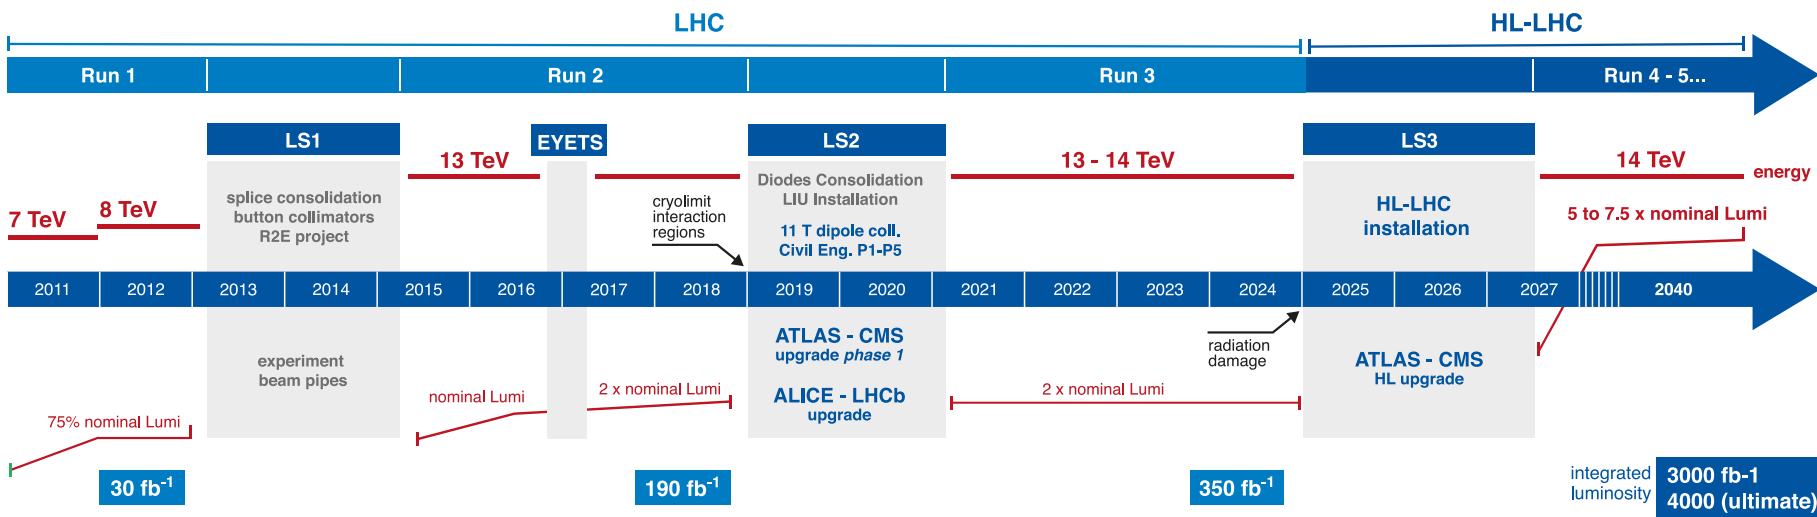 LHC
HL-LHC
Run 1
Run 2
Run 3
Run 4 - 5...
LS1
EYETS
LS2
LS3
13 TeV
13 - 14 TeV
14 TeV
energy
7 TeV
8 TeV
splice consolidation
button collimators
R2E project
cryolimit
interaction
regions
Diodes Consolidation
LIU Installation
11 T dipole coll.
Civil Eng. P1-P5
HL-LHC
installation
5 to 7.5 x nominal Lumi
2011
2012
2013
2014
2015
2016
2017
2018
2019
2020
2021
2022
2023
2024
2025
2026
2027
2040
experiment
beam pipes
ATLAS - CMS
upgrade phase 1
ALICE - LHCb
upgrade
radiation
damage
ATLAS - CMS
HL upgrade
75% nominal Lumi
nominal Lumi
2 x nominal Lumi
2 x nominal Lumi
30 fb-1
190 fb-1
350 fb-1
integrated
luminosity
3000 fb-1
4000 (ultimate)